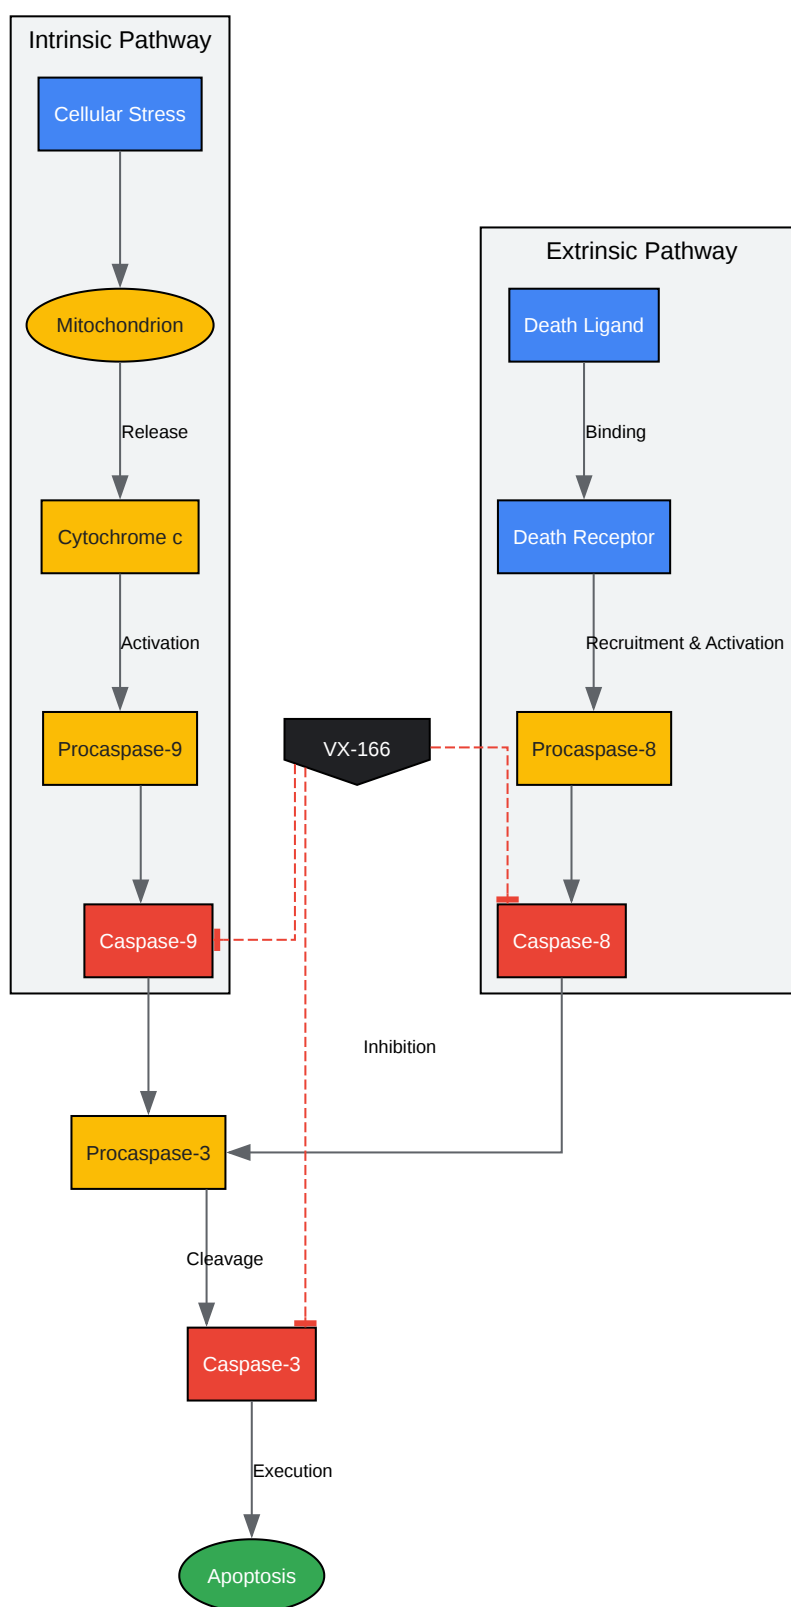 Intrinsic Pathway
Cellular Stress
Extrinsic Pathway
Mitochondrion
Death Ligand
Release
Binding
Cytochrome c
Death Receptor
Activation
Recruitment & Activation
Procaspase-9
VX-166
Procaspase-8
Caspase-9
Caspase-8
Inhibition
Procaspase-3
Cleavage
Caspase-3
Execution
Apoptosis